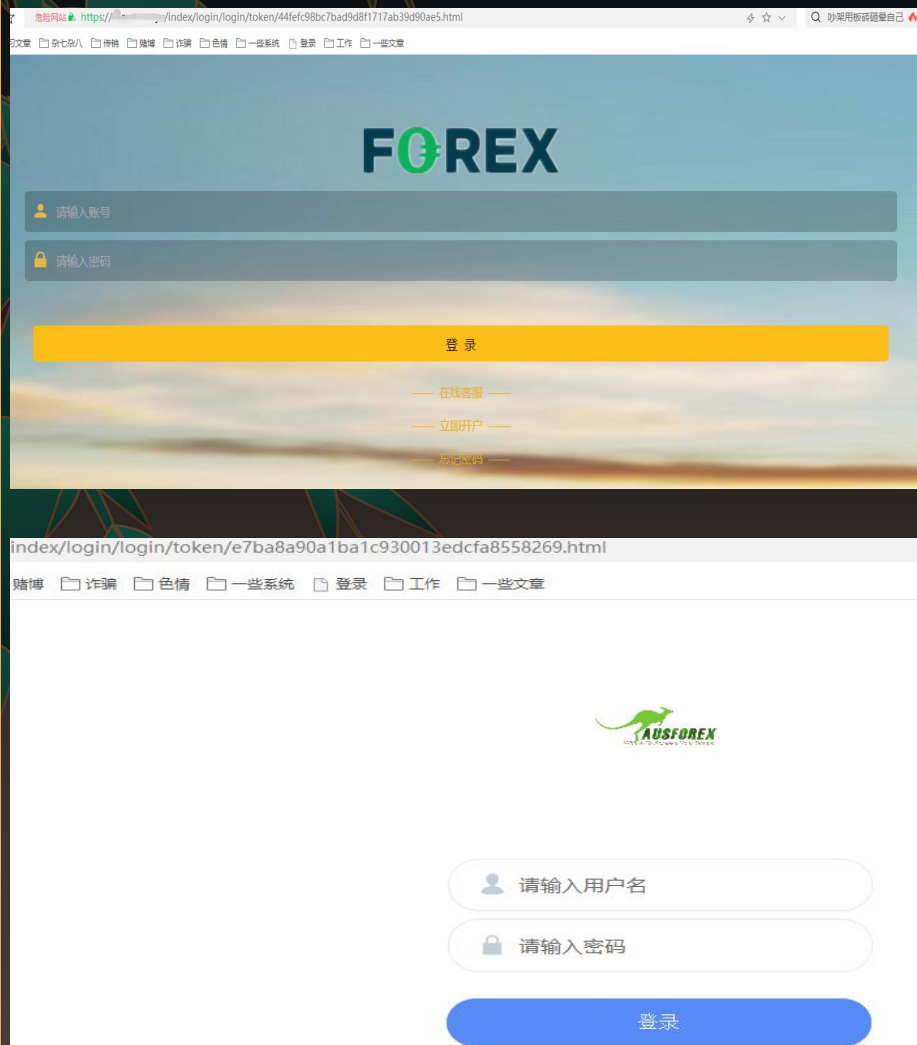 危险网站 https:// /index/login/login/token/44fefc98bc7bad9d8f1717ab39d90ae5.html 吵架用板砖砸晕自己
文章 杂七杂八 传销 赌博 诈骗 色情 一些系统 登录 工作 一些文章
FOREX
请输入账号
请输入密码
登 录
在线客服
立即开户
忘记密码
index/login/login/token/e7ba8a90a1ba1c930013edcfa8558269.html
赌博 诈骗 色情 一些系统 登录 工作 一些文章
AUSFOREX
请输入用户名
请输入密码
登录